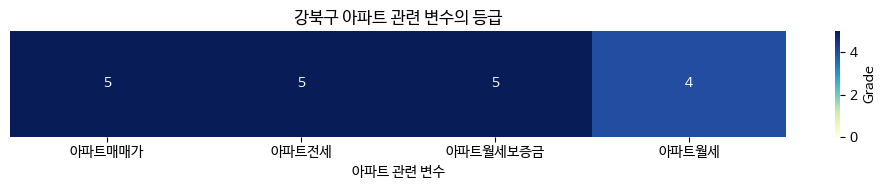 강북구 아파트 관련 변수의 등급
5 5 5 4
아파트매매가 아파트전세 아파트월세보증금 아파트월세
아파트 관련 변수
4
2
0
Grade